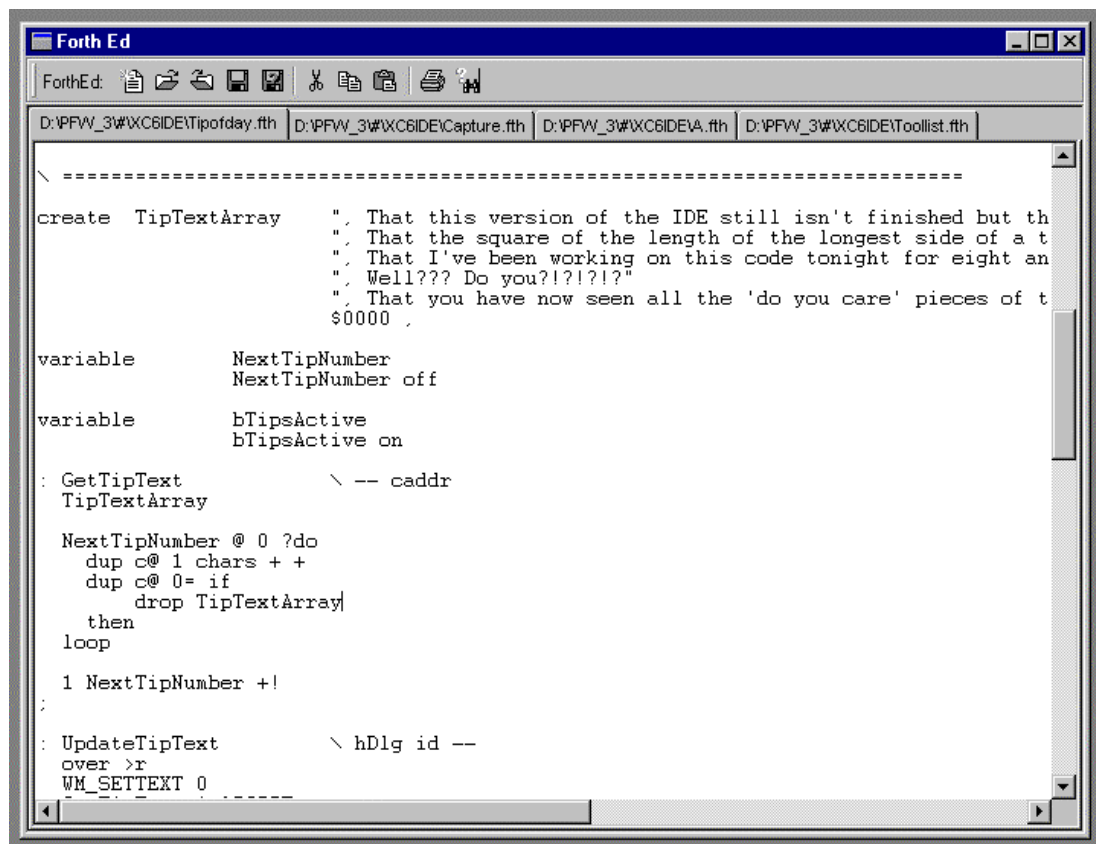 Forth Ed
ForthEd:
D:\PFW_3\#\XC6IDE\Tipofday.fth D:\PFW_3\#\XC6IDE\Capture.fth D:\PFW_3\#\XC6IDE\A.fth D:\PFW_3\#\XC6IDE\Toollist.fth
\ ==========================================================================
create TipTextArray ", That this version of the IDE still isn't finished but th
", That the square of the length of the longest side of a t
", That I've been working on this code tonight for eight an
", Well??? Do you?!?!?!?"
", That you have now seen all the 'do you care' pieces of t
$0000 ,
variable NextTipNumber
NextTipNumber off
variable bTipsActive
bTipsActive on
: GetTipText \ -- caddr
TipTextArray
NextTipNumber @ 0 ?do
dup c@ 1 chars + +
dup c@ 0= if
drop TipTextArray
then
loop
1 NextTipNumber +!
;
: UpdateTipText \ hDlg id --
over >r
WM_SETTEXT 0